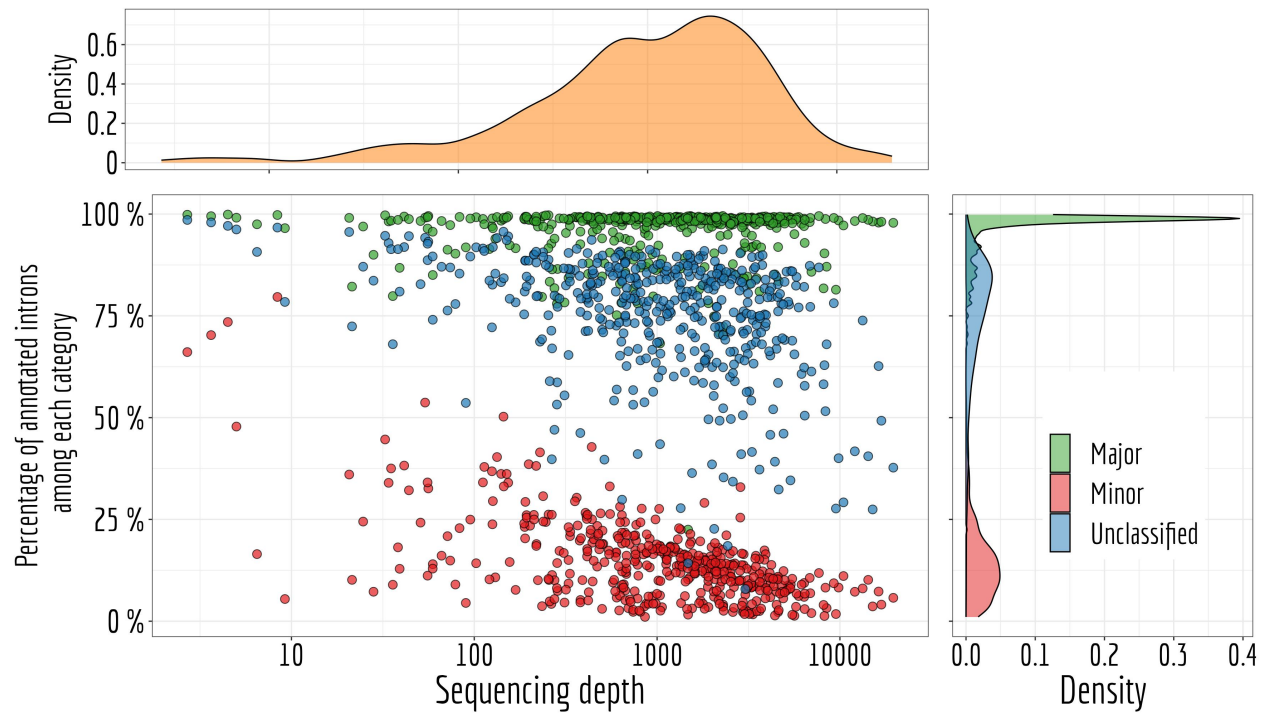 Density
0.6
0.4
0.2
0
Percentage of annotated introns
among each category
100 %
75 %
50 %
25 %
0 %
10 100 1000 10000
Sequencing depth
Major
Minor
Unclassified
0.0 0.1 0.2 0.3 0.4
Density